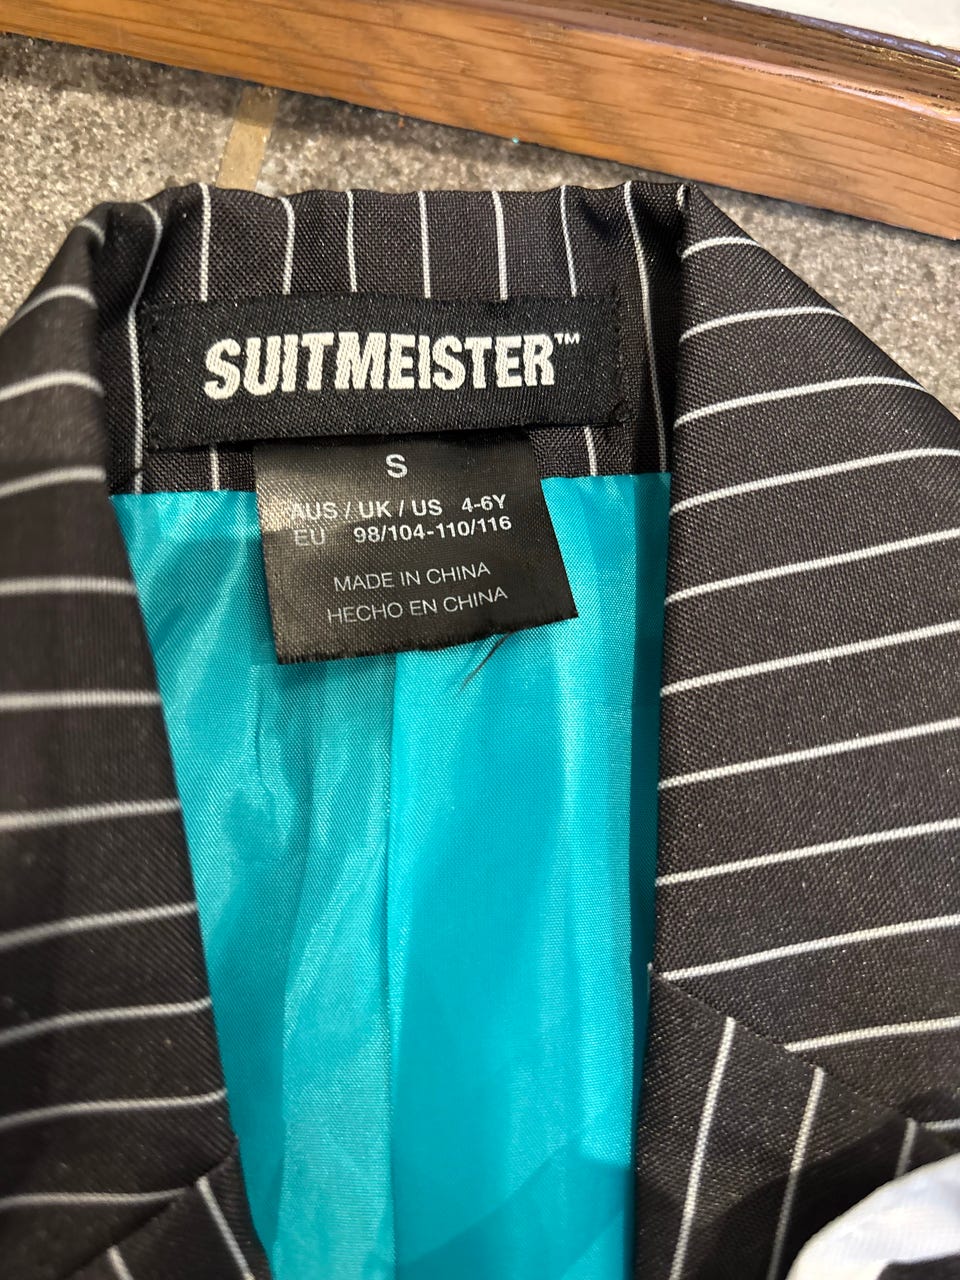 SUITMEISTER™
S
AUS / UK / US 4-6Y
EU 98/104-110/116
MADE IN CHINA
HECHO EN CHINA